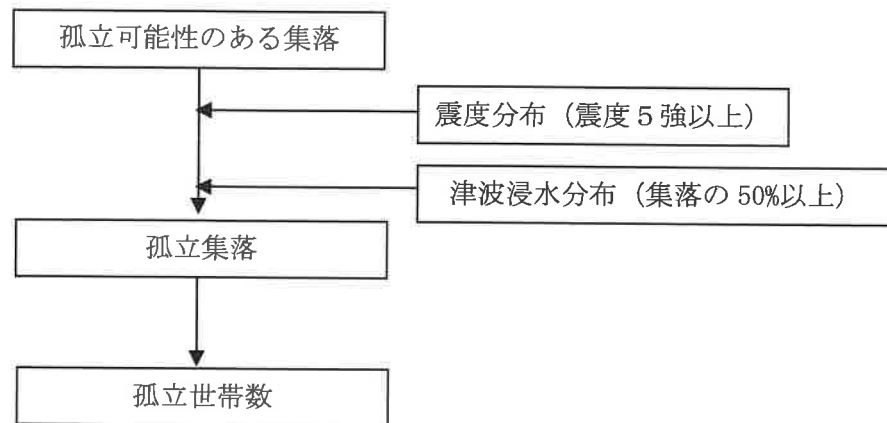 孤立可能性のある集落
震度分布（震度５強以上）
津波浸水分布（集落の 50%以上）
孤立集落
孤立世帯数